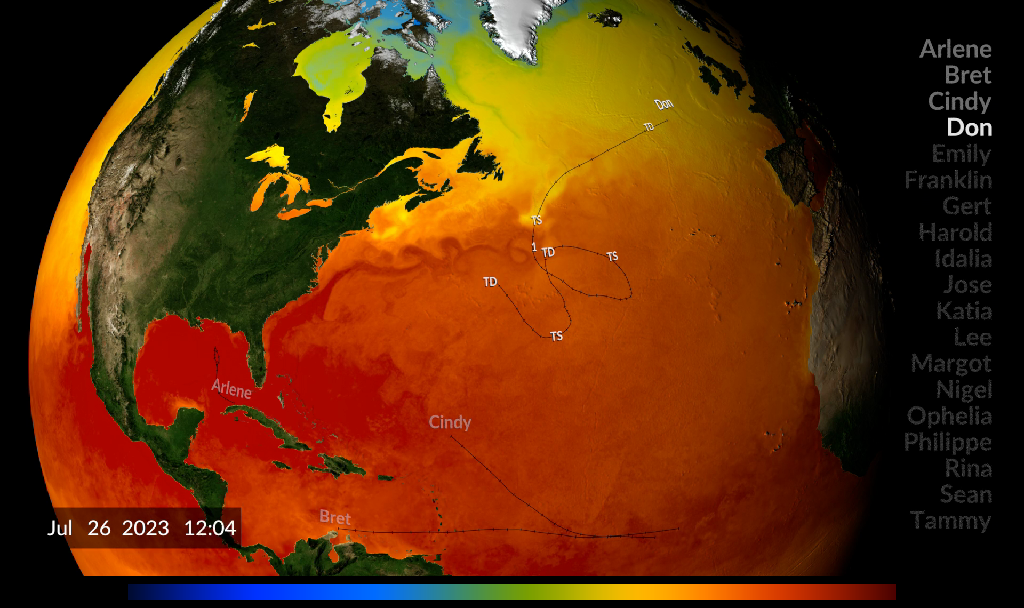 Arlene
Bret
Cindy
Don
Emily
Franklin
Gert
Harold
Idalia
Jose
Katia
Lee
Margot
Nigel
Ophelia
Philippe
Rina
Sean
Tammy
Don
TD
TS
1
TD
TS
TD
TS
Arlene
Cindy
Bret
Jul 26 2023 12:04